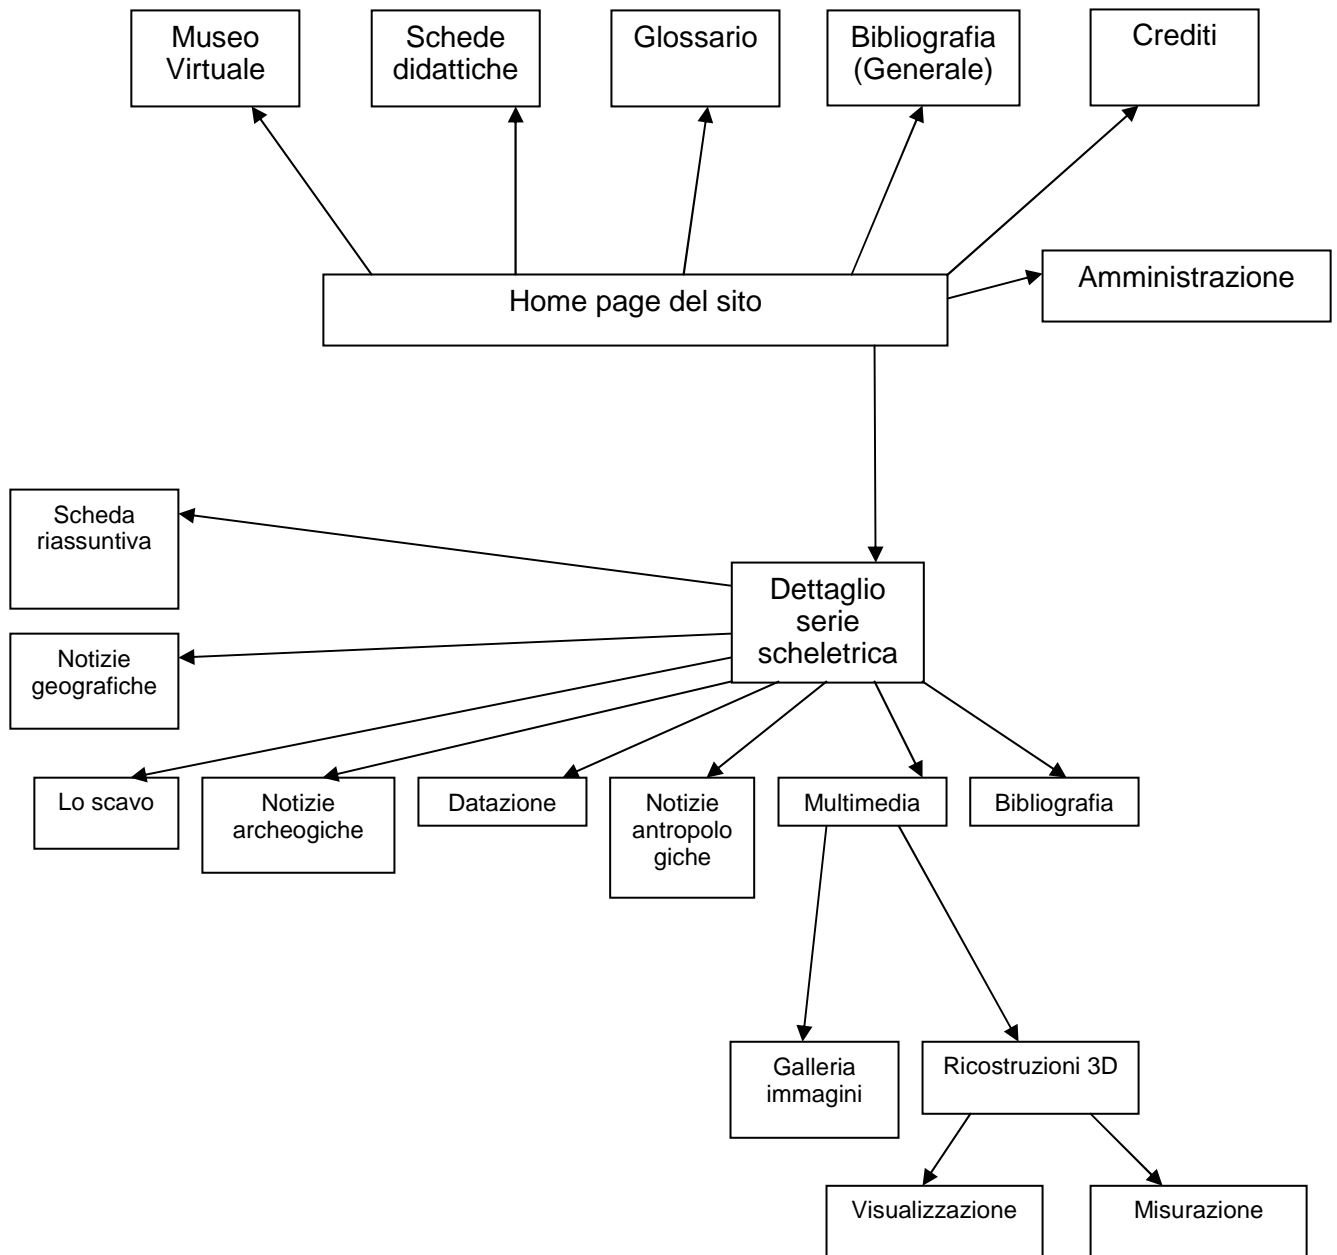 Museo
Virtuale
Schede
didattiche
Glossario
Bibliografia
(Generale)
Crediti
Amministrazione
Home page del sito
Scheda
riassuntiva
Dettaglio
serie
scheletrica
Notizie
geografiche
Lo scavo
Notizie
archeogiche
Datazione
Notizie
antropolo
giche
Multimedia
Bibliografia
Galleria
immagini
Ricostruzioni 3D
Visualizzazione
Misurazione